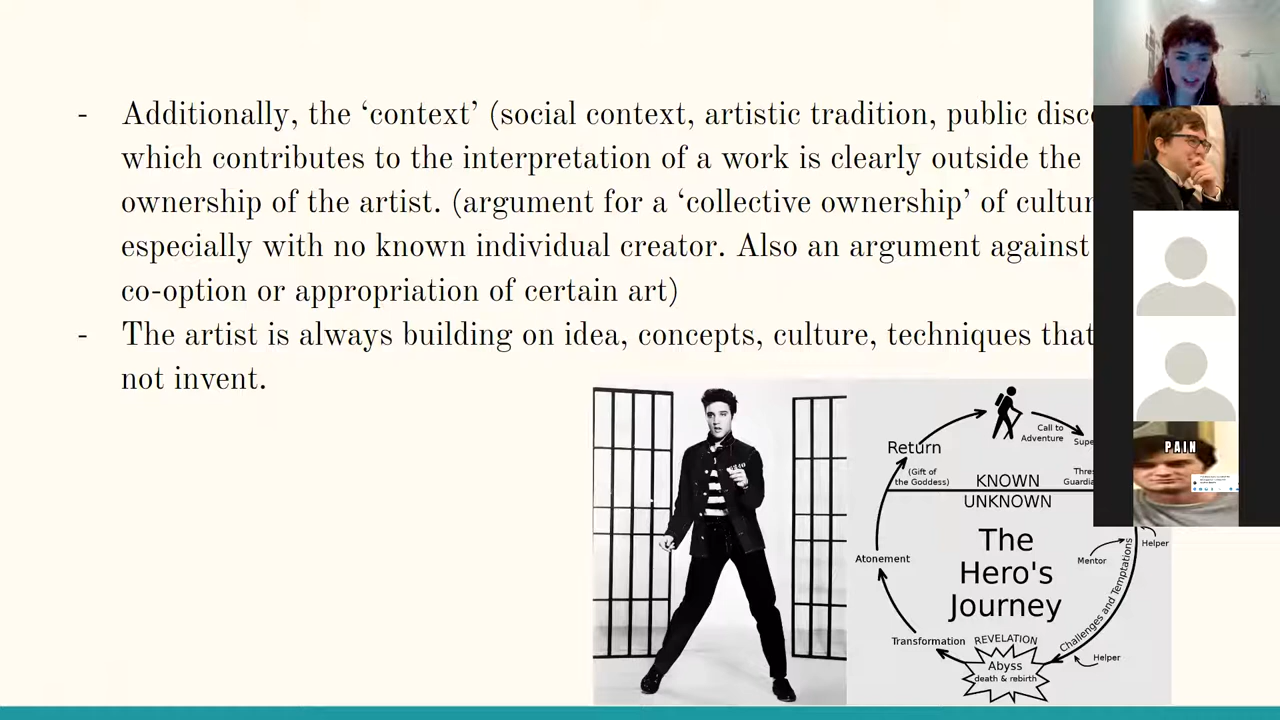 - Additionally, the ‘context’ (social context, artistic tradition, public
which contributes to the interpretation of a work is clearly outside the
ownership of the artist. (argument for a ‘collective ownership’ of
especially with no known individual creator. Also an argument against
co-option or appropriation of certain art)
- The artist is always building on idea, concepts, culture, techniques that
not invent.
PAIN
Call to
Adventure
Return
(Gift of
the Goddess)
KNOWN
UNKNOWN
The
Hero's
Journey
Helper
Mentor
Challenges and Temptations
Atonement
Transformation
REVELATION
Abyss
death & rebirth
Helper